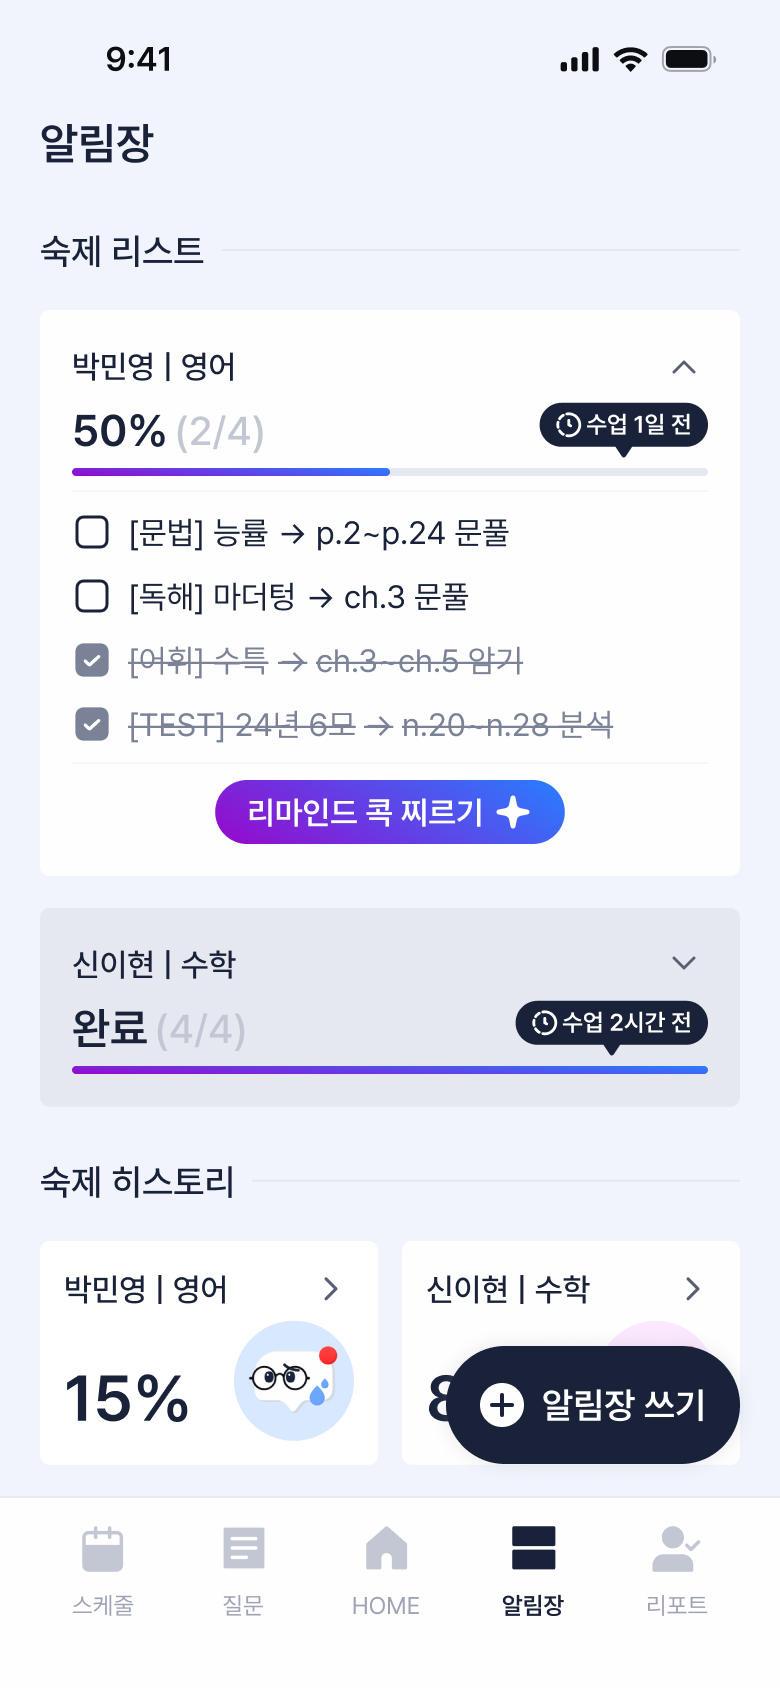 9:41
알림장
숙제 리스트
박민영 | 영어
50% (2/4)
수업 1일 전
[문법] 능률 → p.2~p.24 문풀
[독해] 마더텅 → ch.3 문풀
[어휘] 수특 → ch.3~ch.5 암기
[TEST] 24년 6모 → n.20~n.28 분석
리마인드 콕 찌르기
신이현 | 수학
완료 (4/4)
수업 2시간 전
숙제 히스토리
박민영 | 영어
신이현 | 수학
15%
알림장 쓰기
스케줄
질문
HOME
알림장
리포트